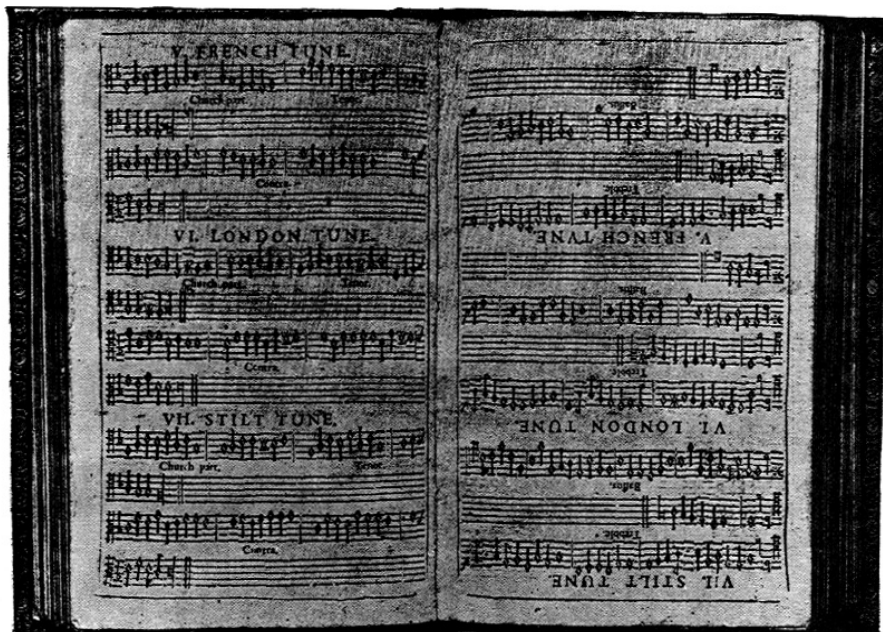 V. FRENCH TUNE.
Church part. Tenor.
Contra.
VI. LONDON TUNE.
Church part. Tenor.
Contra.
VII. STILT TUNE.
Church part. Tenor.
Contra.
VII. STILT TUNE
Treble.
Baſſus.
VI. LONDON TUNE
Treble.
Baſſus.
V. FRENCH TVNE
Treble.
Baſſus.